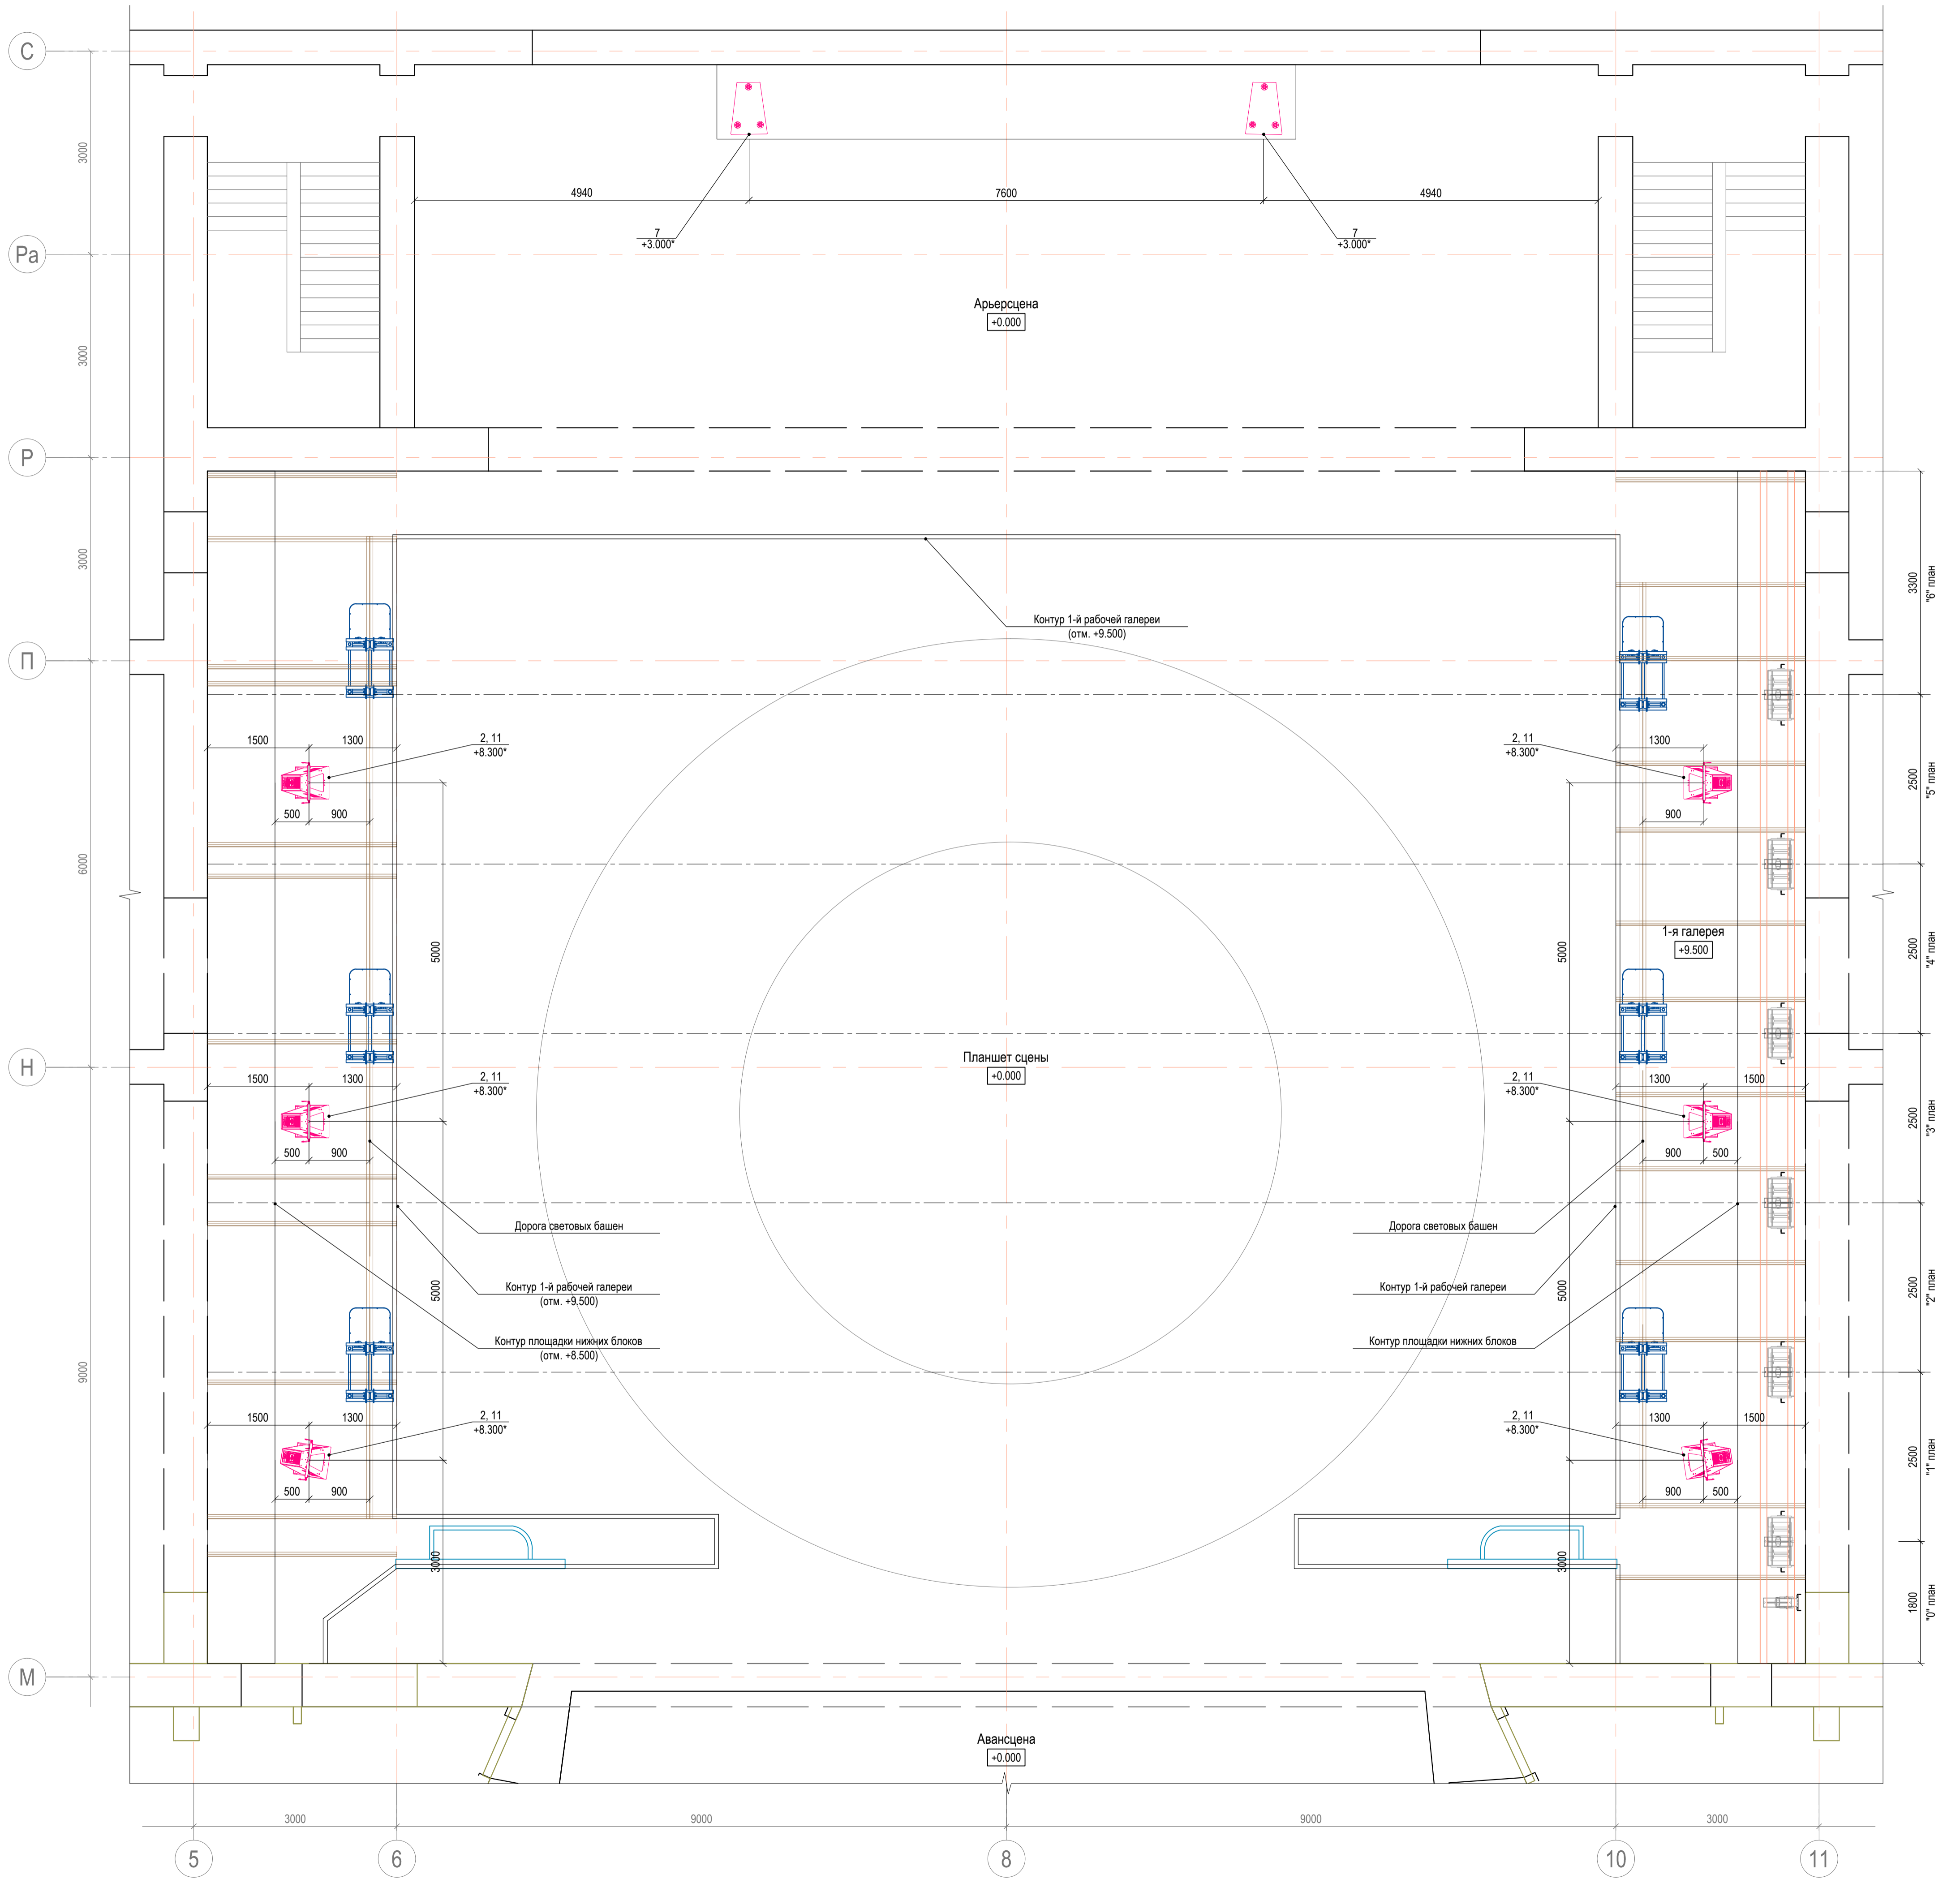 С
3000
4940
7600
4940
7
+3.000*
7
+3.000*
Ра
Арьерсцена
+0.000
3000
Р
3000
3300
"6" план
Контур 1-й рабочей галереи
(отм. +9.500)
П
1500
1300
2, 11
+8.300*
2, 11
+8.300*
1300
2500
"5" план
500
900
900
6000
5000
5000
1-я галерея
+9.500
2500
"4" план
Н
Планшет сцены
+0.000
1500
1300
2, 11
+8.300*
2, 11
+8.300*
1300
1500
2500
"3" план
500
900
900
500
Дорога световых башен
Дорога световых башен
5000
Контур 1-й рабочей галереи
(отм. +9.500)
Контур 1-й рабочей галереи
5000
2500
"2" план
Контур площадки нижних блоков
(отм. +8.500)
Контур площадки нижних блоков
9000
1500
1300
2, 11
+8.300*
2, 11
+8.300*
1300
1500
2500
"1" план
500
900
900
500
3000
3000
1800
"0" план
М
Авансцена
+0.000
3000
9000
9000
3000
5
6
8
10
11